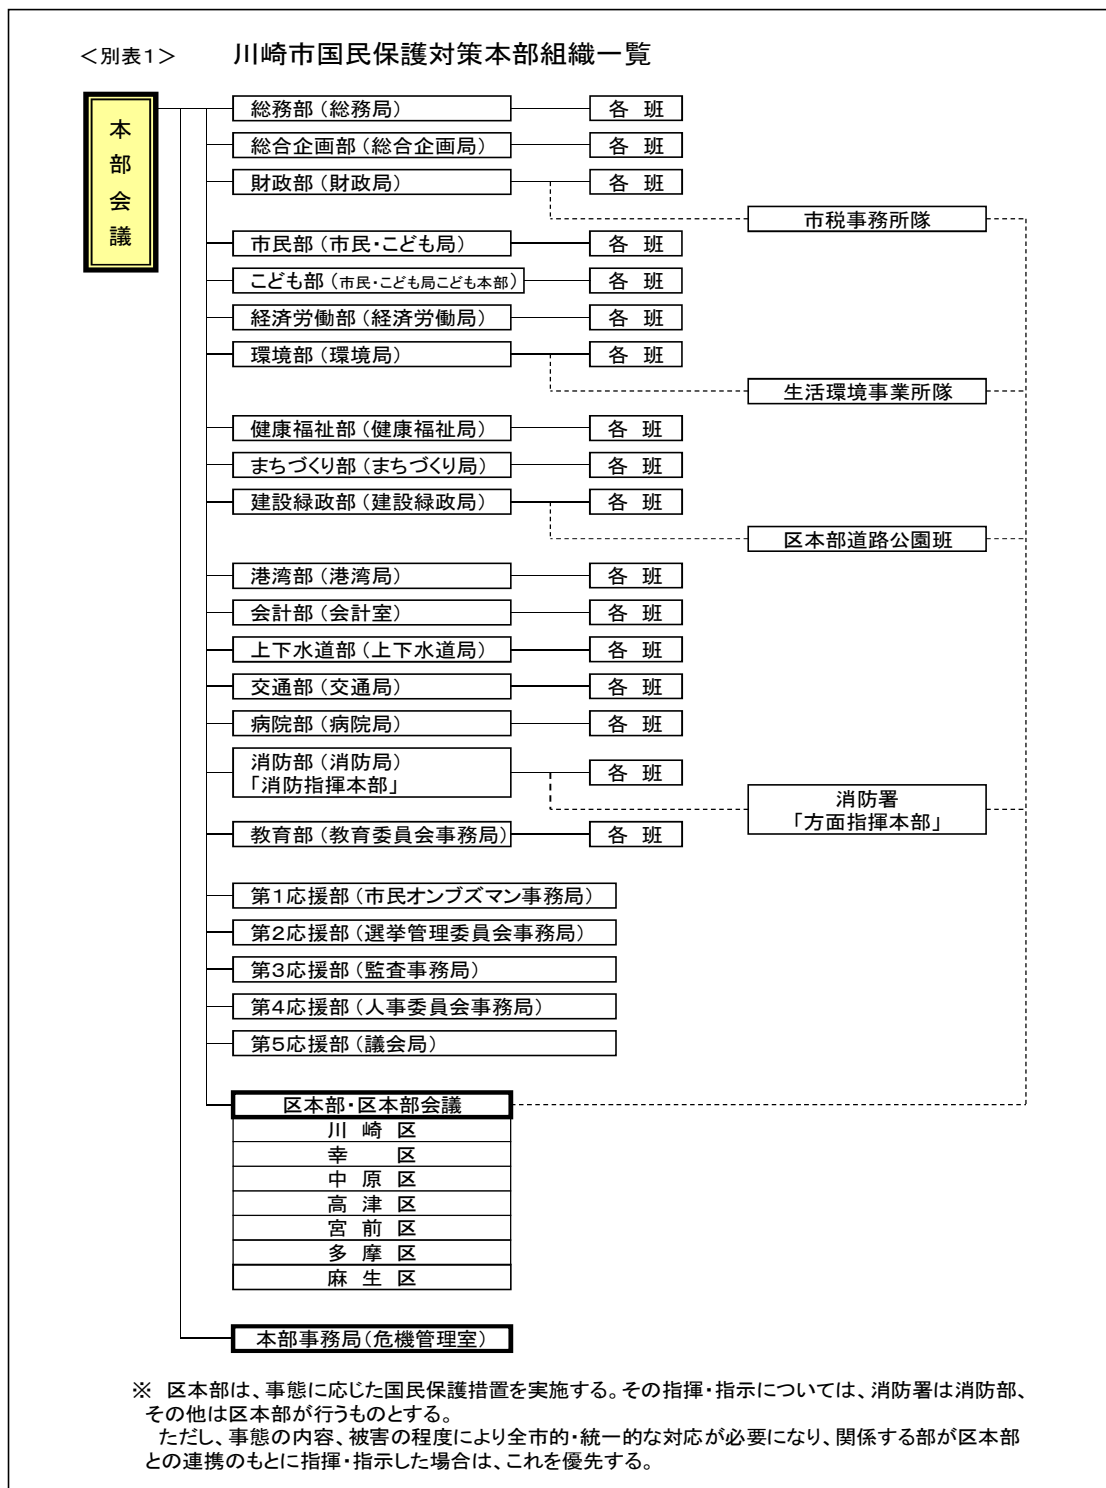 ＜別表１＞　川崎市国民保護対策本部組織一覧
本部会議
総務部（総務局）　各　班
総合企画部（総合企画局）　各　班
財政部（財政局）　各　班
市税事務所隊
市民部（市民・こども局）　各　班
こども部（市民・こども局こども本部）　各　班
経済労働部（経済労働局）　各　班
環境部（環境局）　各　班
生活環境事業所隊
健康福祉部（健康福祉局）　各　班
まちづくり部（まちづくり局）　各　班
建設緑政部（建設緑政局）　各　班
区本部道路公園班
港湾部（港湾局）　各　班
会計部（会計室）　各　班
上下水道部（上下水道局）　各　班
交通部（交通局）　各　班
病院部（病院局）　各　班
消防部（消防局）
「消防指揮本部」　各　班
消防署
「方面指揮本部」
教育部（教育委員会事務局）　各　班
第１応援部（市民オンブズマン事務局）
第２応援部（選挙管理委員会事務局）
第３応援部（監査事務局）
第４応援部（人事委員会事務局）
第５応援部（議会局）
区本部・区本部会議
川　崎　区
幸　　　区
中　原　区
高　津　区
宮　前　区
多　摩　区
麻　生　区
本部事務局（危機管理室）
※　区本部は、事態に応じた国民保護措置を実施する。その指揮・指示については、消防署は消防部、
その他は区本部が行うものとする。
ただし、事態の内容、被害の程度により全市的・統一的な対応が必要になり、関係する部が区本部
との連携のもとに指揮・指示した場合は、これを優先する。